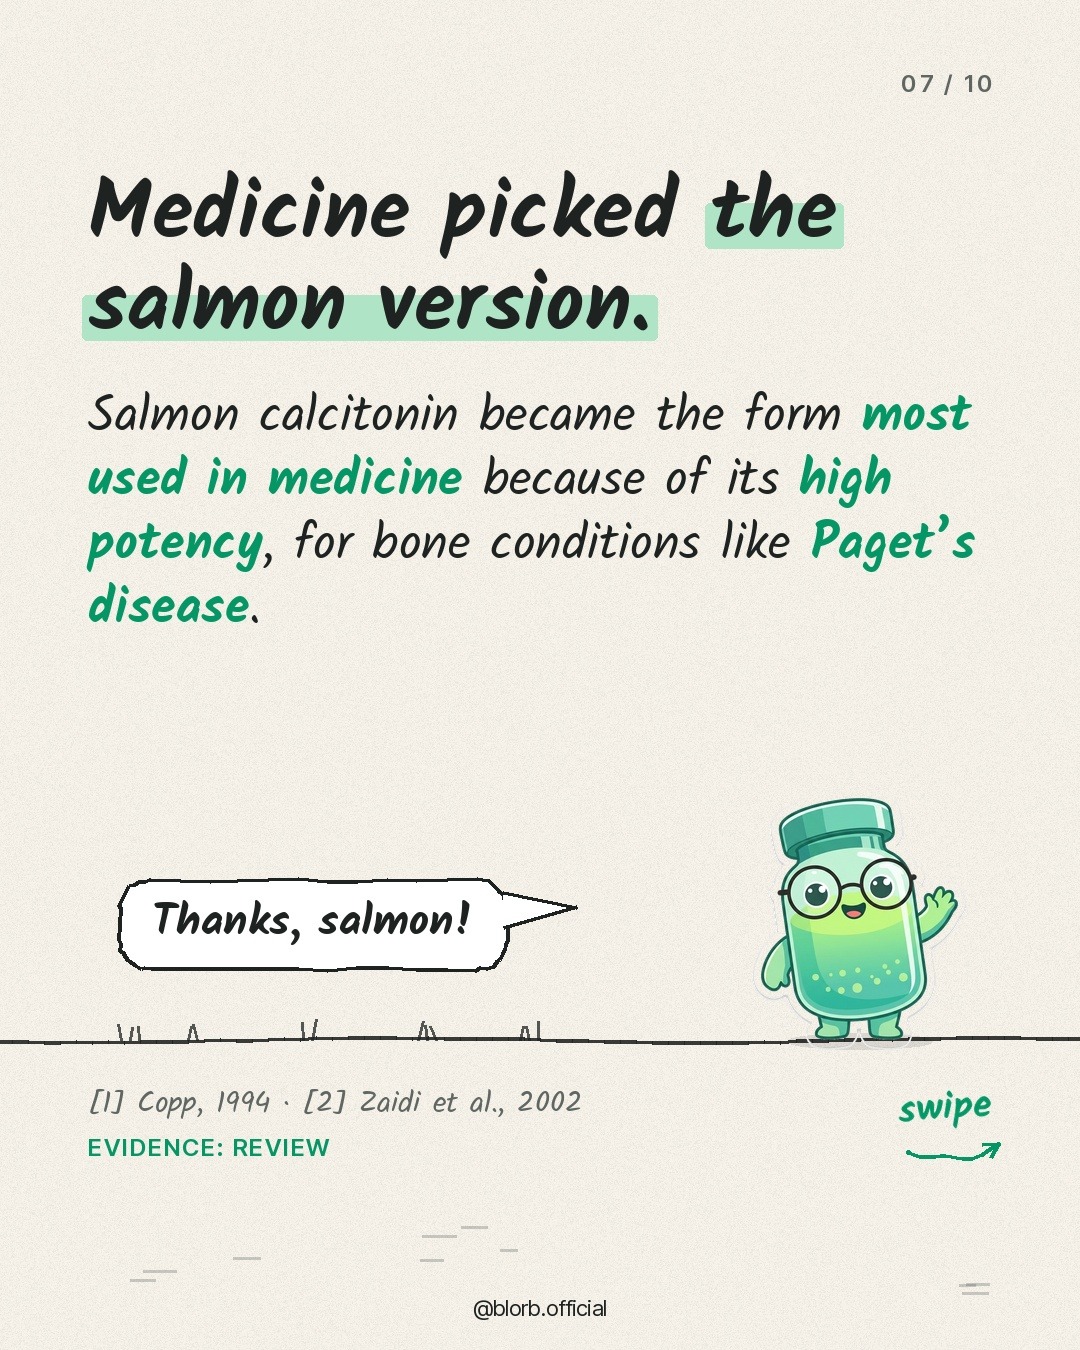 07 / 10
Medicine picked the
salmon version.
Salmon calcitonin became the form most
used in medicine because of its high
potency, for bone conditions like Paget’s
disease.
Thanks, salmon!
[1] Copp, 1994 · [2] Zaidi et al., 2002
EVIDENCE: REVIEW
swipe
@blorb.official